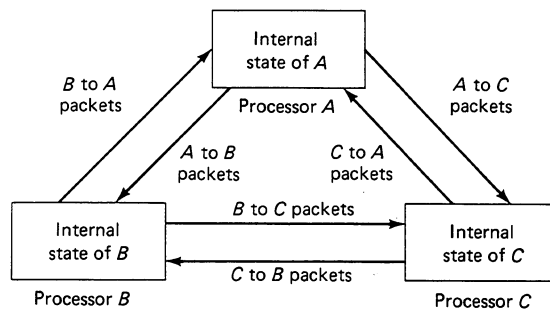 Internal
state of A
Processor A
B to A
packets
A to C
packets
A to B
packets
C to A
packets
Internal
state of B
Processor B
B to C packets
C to B packets
Internal
state of C
Processor C